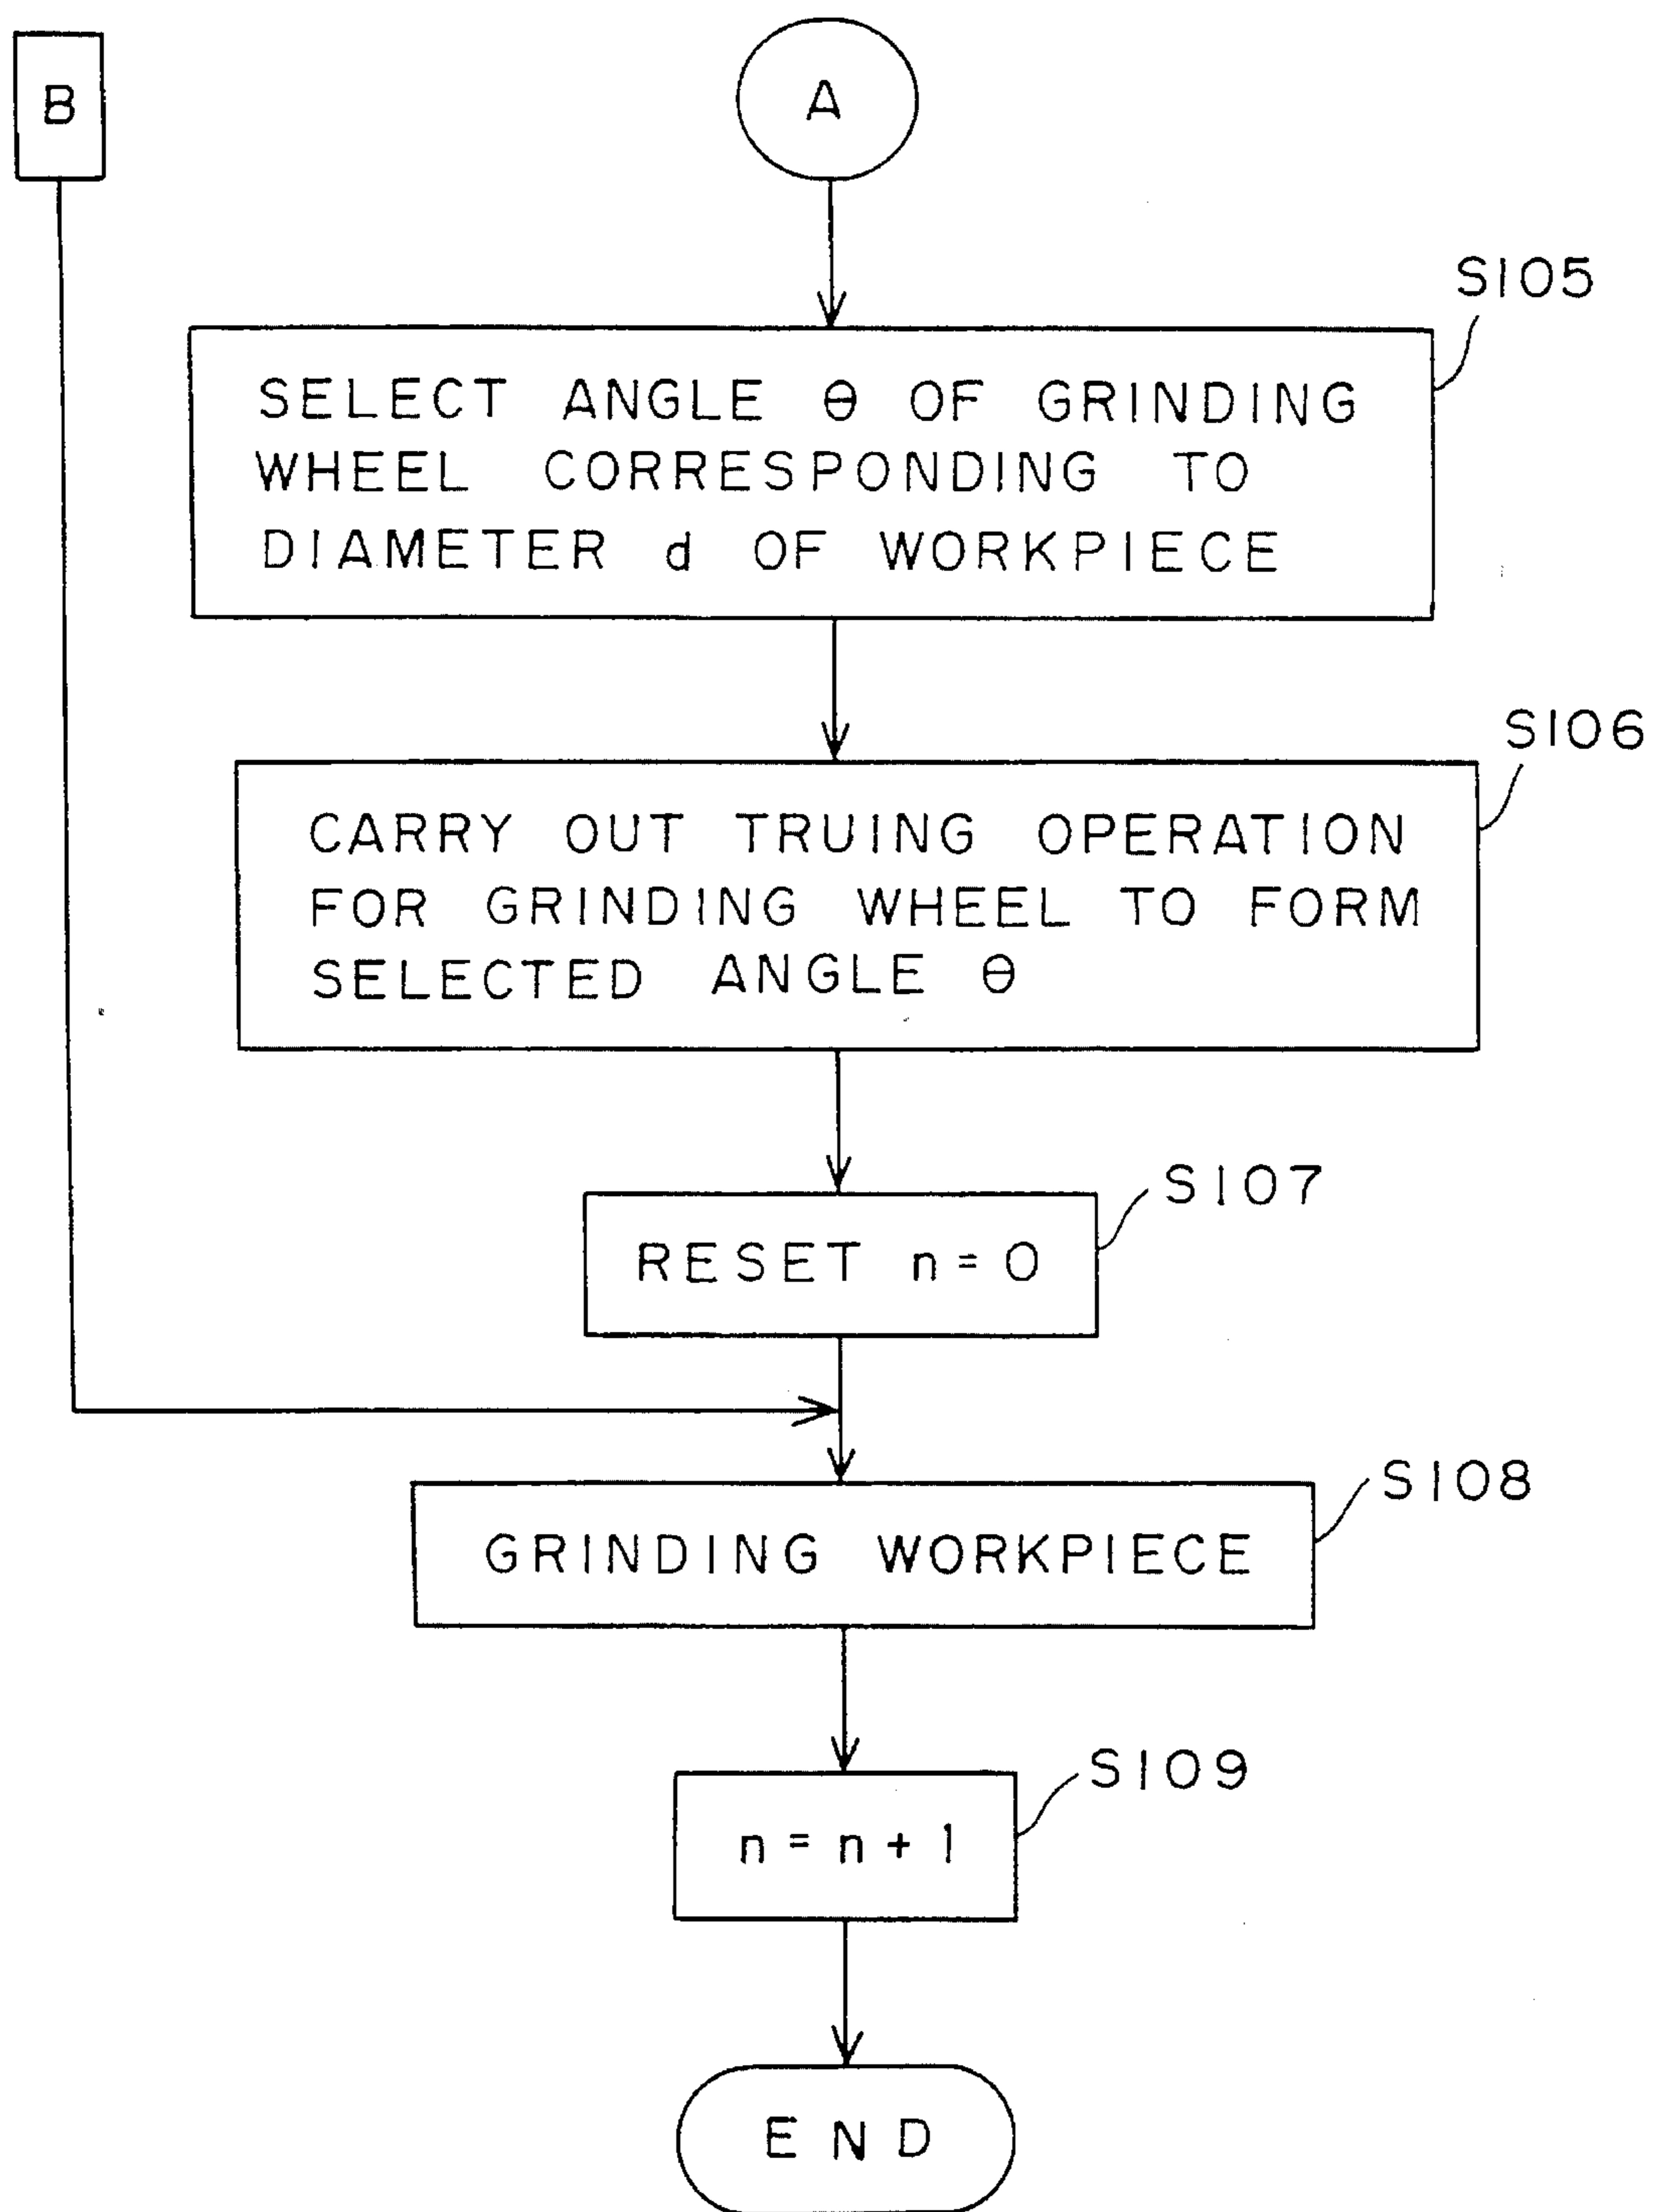 B
A
S105
SELECT ANGLE θ OF GRINDING
WHEEL CORRESPONDING TO
DIAMETER d OF WORKPIECE
S106
CARRY OUT TRUING OPERATION
FOR GRINDING WHEEL TO FORM
SELECTED ANGLE θ
S107
RESET n = 0
S108
GRINDING WORKPIECE
S109
n = n + 1
END